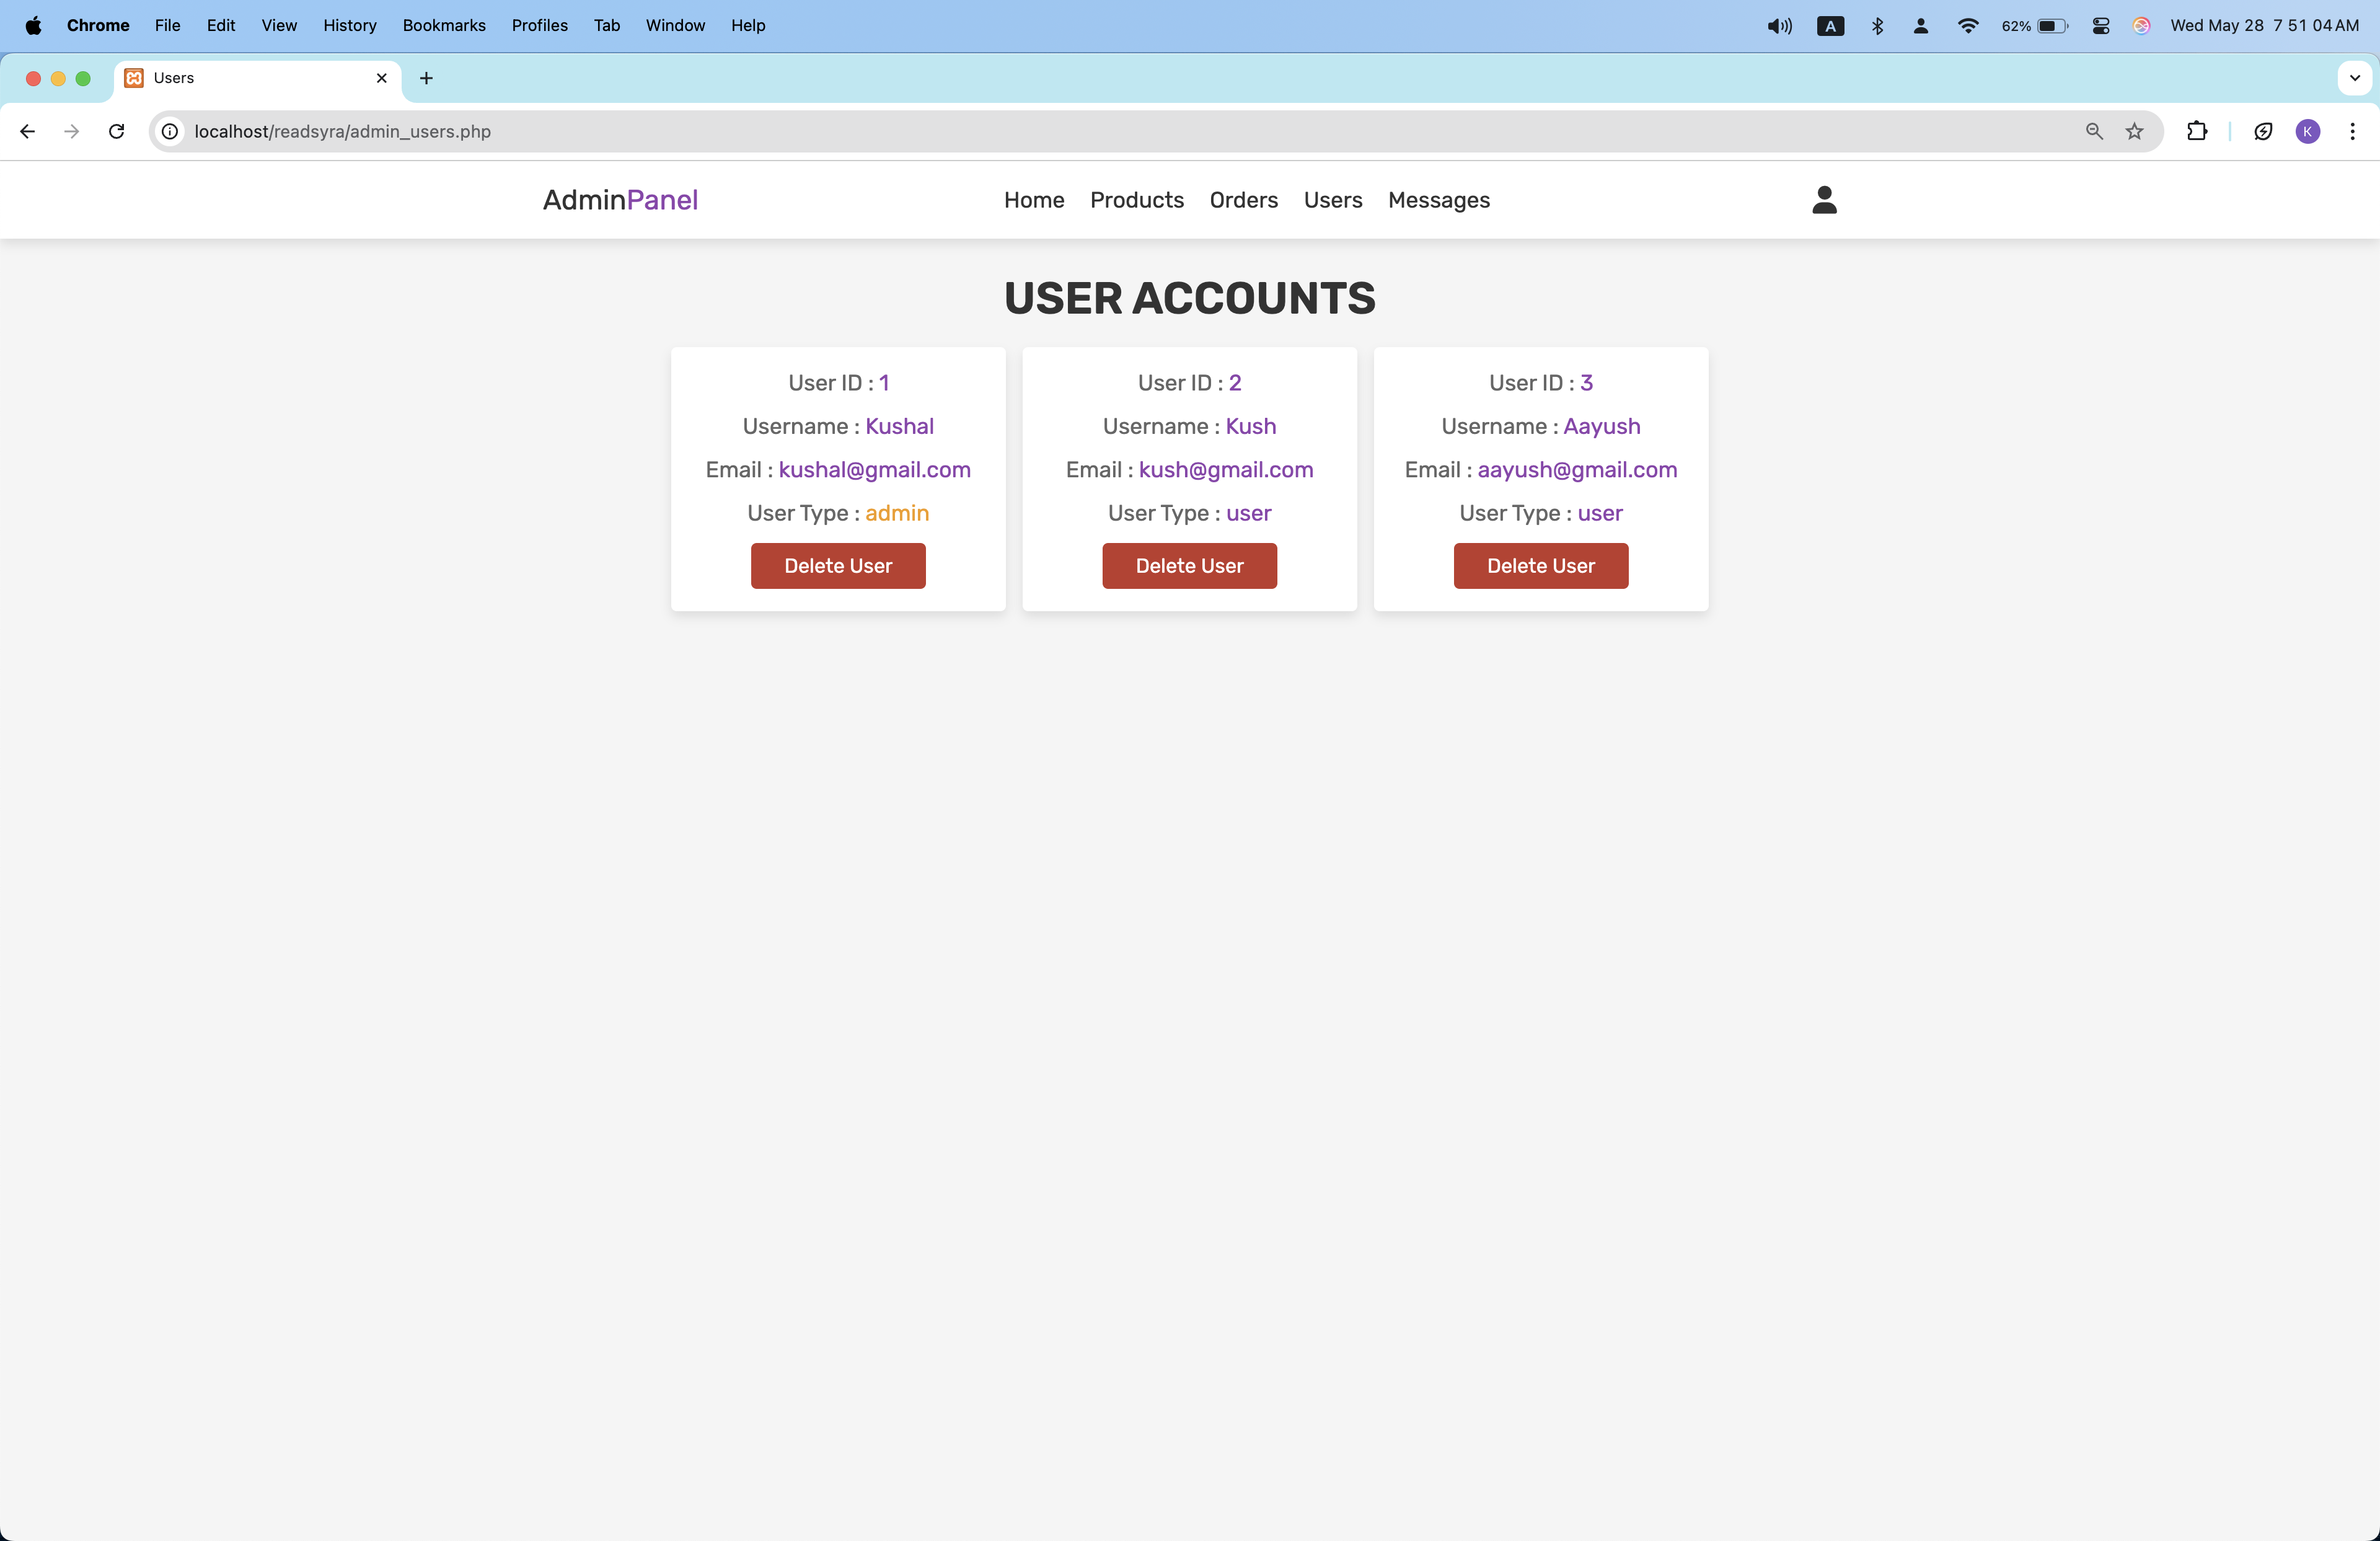 Chrome File Edit View History Bookmarks Profiles Tab Window Help A 62% Wed May 28 7 51 04 AM
Users
localhost/readsyra/admin_users.php K
AdminPanel Home Products Orders Users Messages
USER ACCOUNTS
User ID : 1
Username : Kushal
Email : kushal@gmail.com
User Type : admin
Delete User
User ID : 2
Username : Kush
Email : kush@gmail.com
User Type : user
Delete User
User ID : 3
Username : Aayush
Email : aayush@gmail.com
User Type : user
Delete User